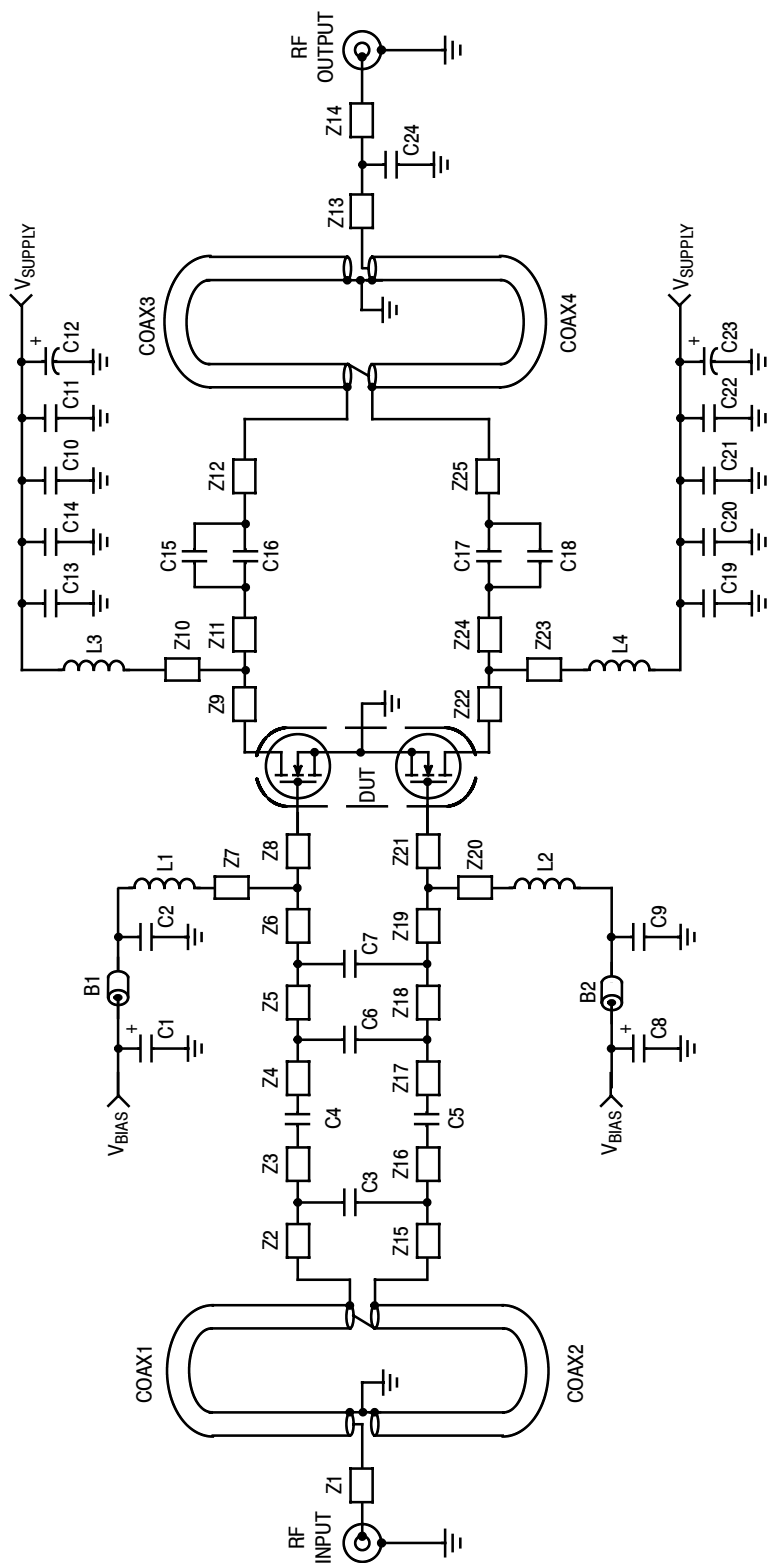 RF
INPUT
Z1
COAX1
COAX2
Z2
Z3
Z4
Z5
Z6
Z8
C3
C4
C5
C6
C7
Z15
Z16
Z17
Z18
Z19
Z21
VBIAS
C1
+
B1
C2
L1
Z7
VBIAS
C8
+
B2
C9
L2
Z20
DUT
Z9
Z10
L3
Z11
C15
C16
Z12
C13
C14
C10
C11
C12
+
VSUPPLY
Z22
Z23
L4
Z24
C17
C18
Z25
C19
C20
C21
C22
C23
+
VSUPPLY
COAX3
COAX4
Z13
C24
Z14
RF
OUTPUT